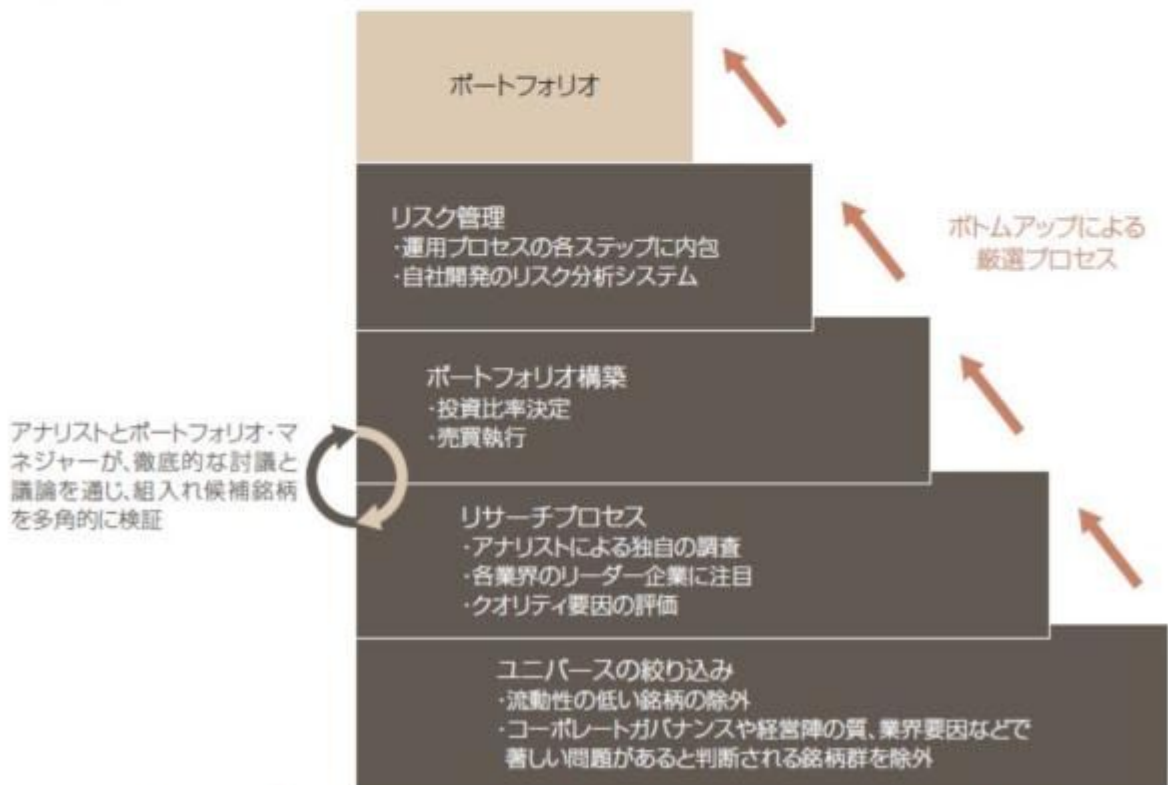 ポートフォリオ
リスク管理
・運用プロセスの各ステップに内包
・自社開発のリスク分析システム
ボトムアップによる
厳選プロセス
ポートフォリオ構築
・投資比率決定
・売買執行
アナリストとポートフォリオ・マ
ネジャーが、徹底的な討議と
議論を通じ、組入れ候補銘柄
を多角的に検証
リサーチプロセス
・アナリストによる独自の調査
・各業界のリーダー企業に注目
・クオリティ要因の評価
ユニバースの絞り込み
・流動性の低い銘柄の除外
・コーポレートガバナンスや経営陣の質、業界要因などで
著しい問題があると判断される銘柄群を除外